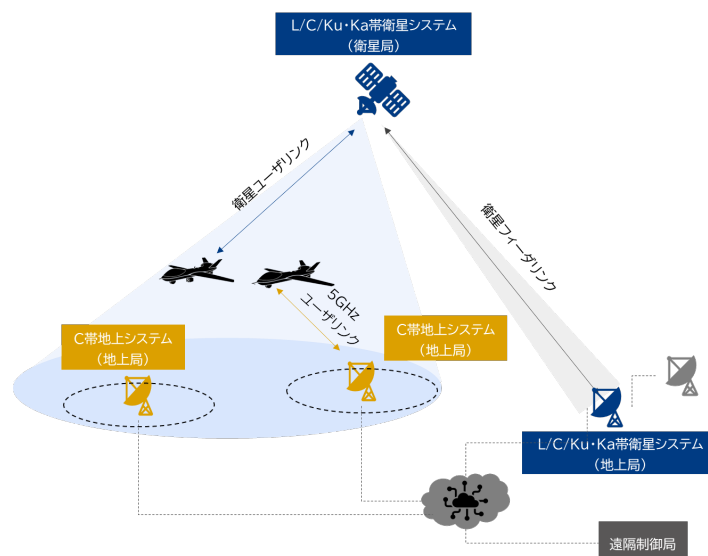 L/C/Ku・Ka帯衛星システム
（衛星局）
衛星ユーザリンク
衛星フィーダリンク
5GHz
ユーザリンク
C帯地上システム
（地上局）
C帯地上システム
（地上局）
L/C/Ku・Ka帯衛星システム
（地上局）
遠隔制御局